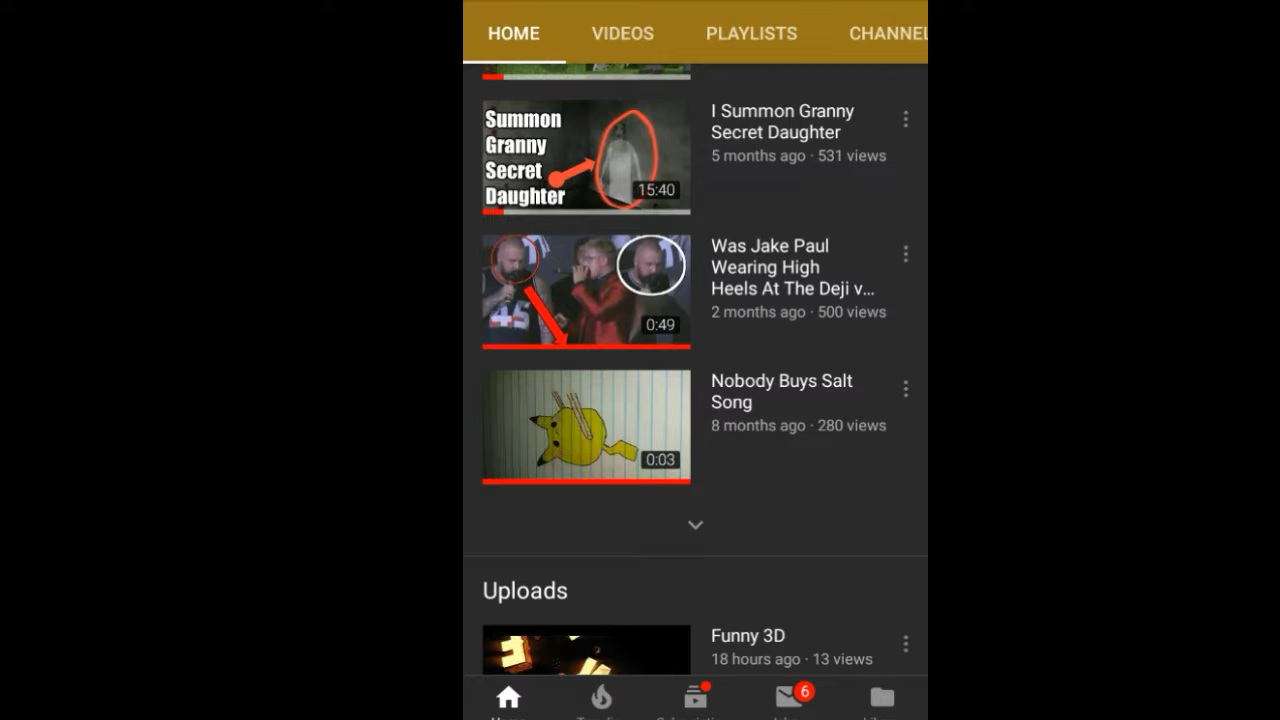 HOME VIDEOS PLAYLISTS CHANNEL
Summon
Granny
Secret
Daughter
15:40
I Summon Granny
Secret Daughter
5 months ago · 531 views
45
0:49
Was Jake Paul
Wearing High
Heels At The Deji v...
2 months ago · 500 views
0:03
Nobody Buys Salt
Song
8 months ago · 280 views
Uploads
Funny 3D
18 hours ago · 13 views
6